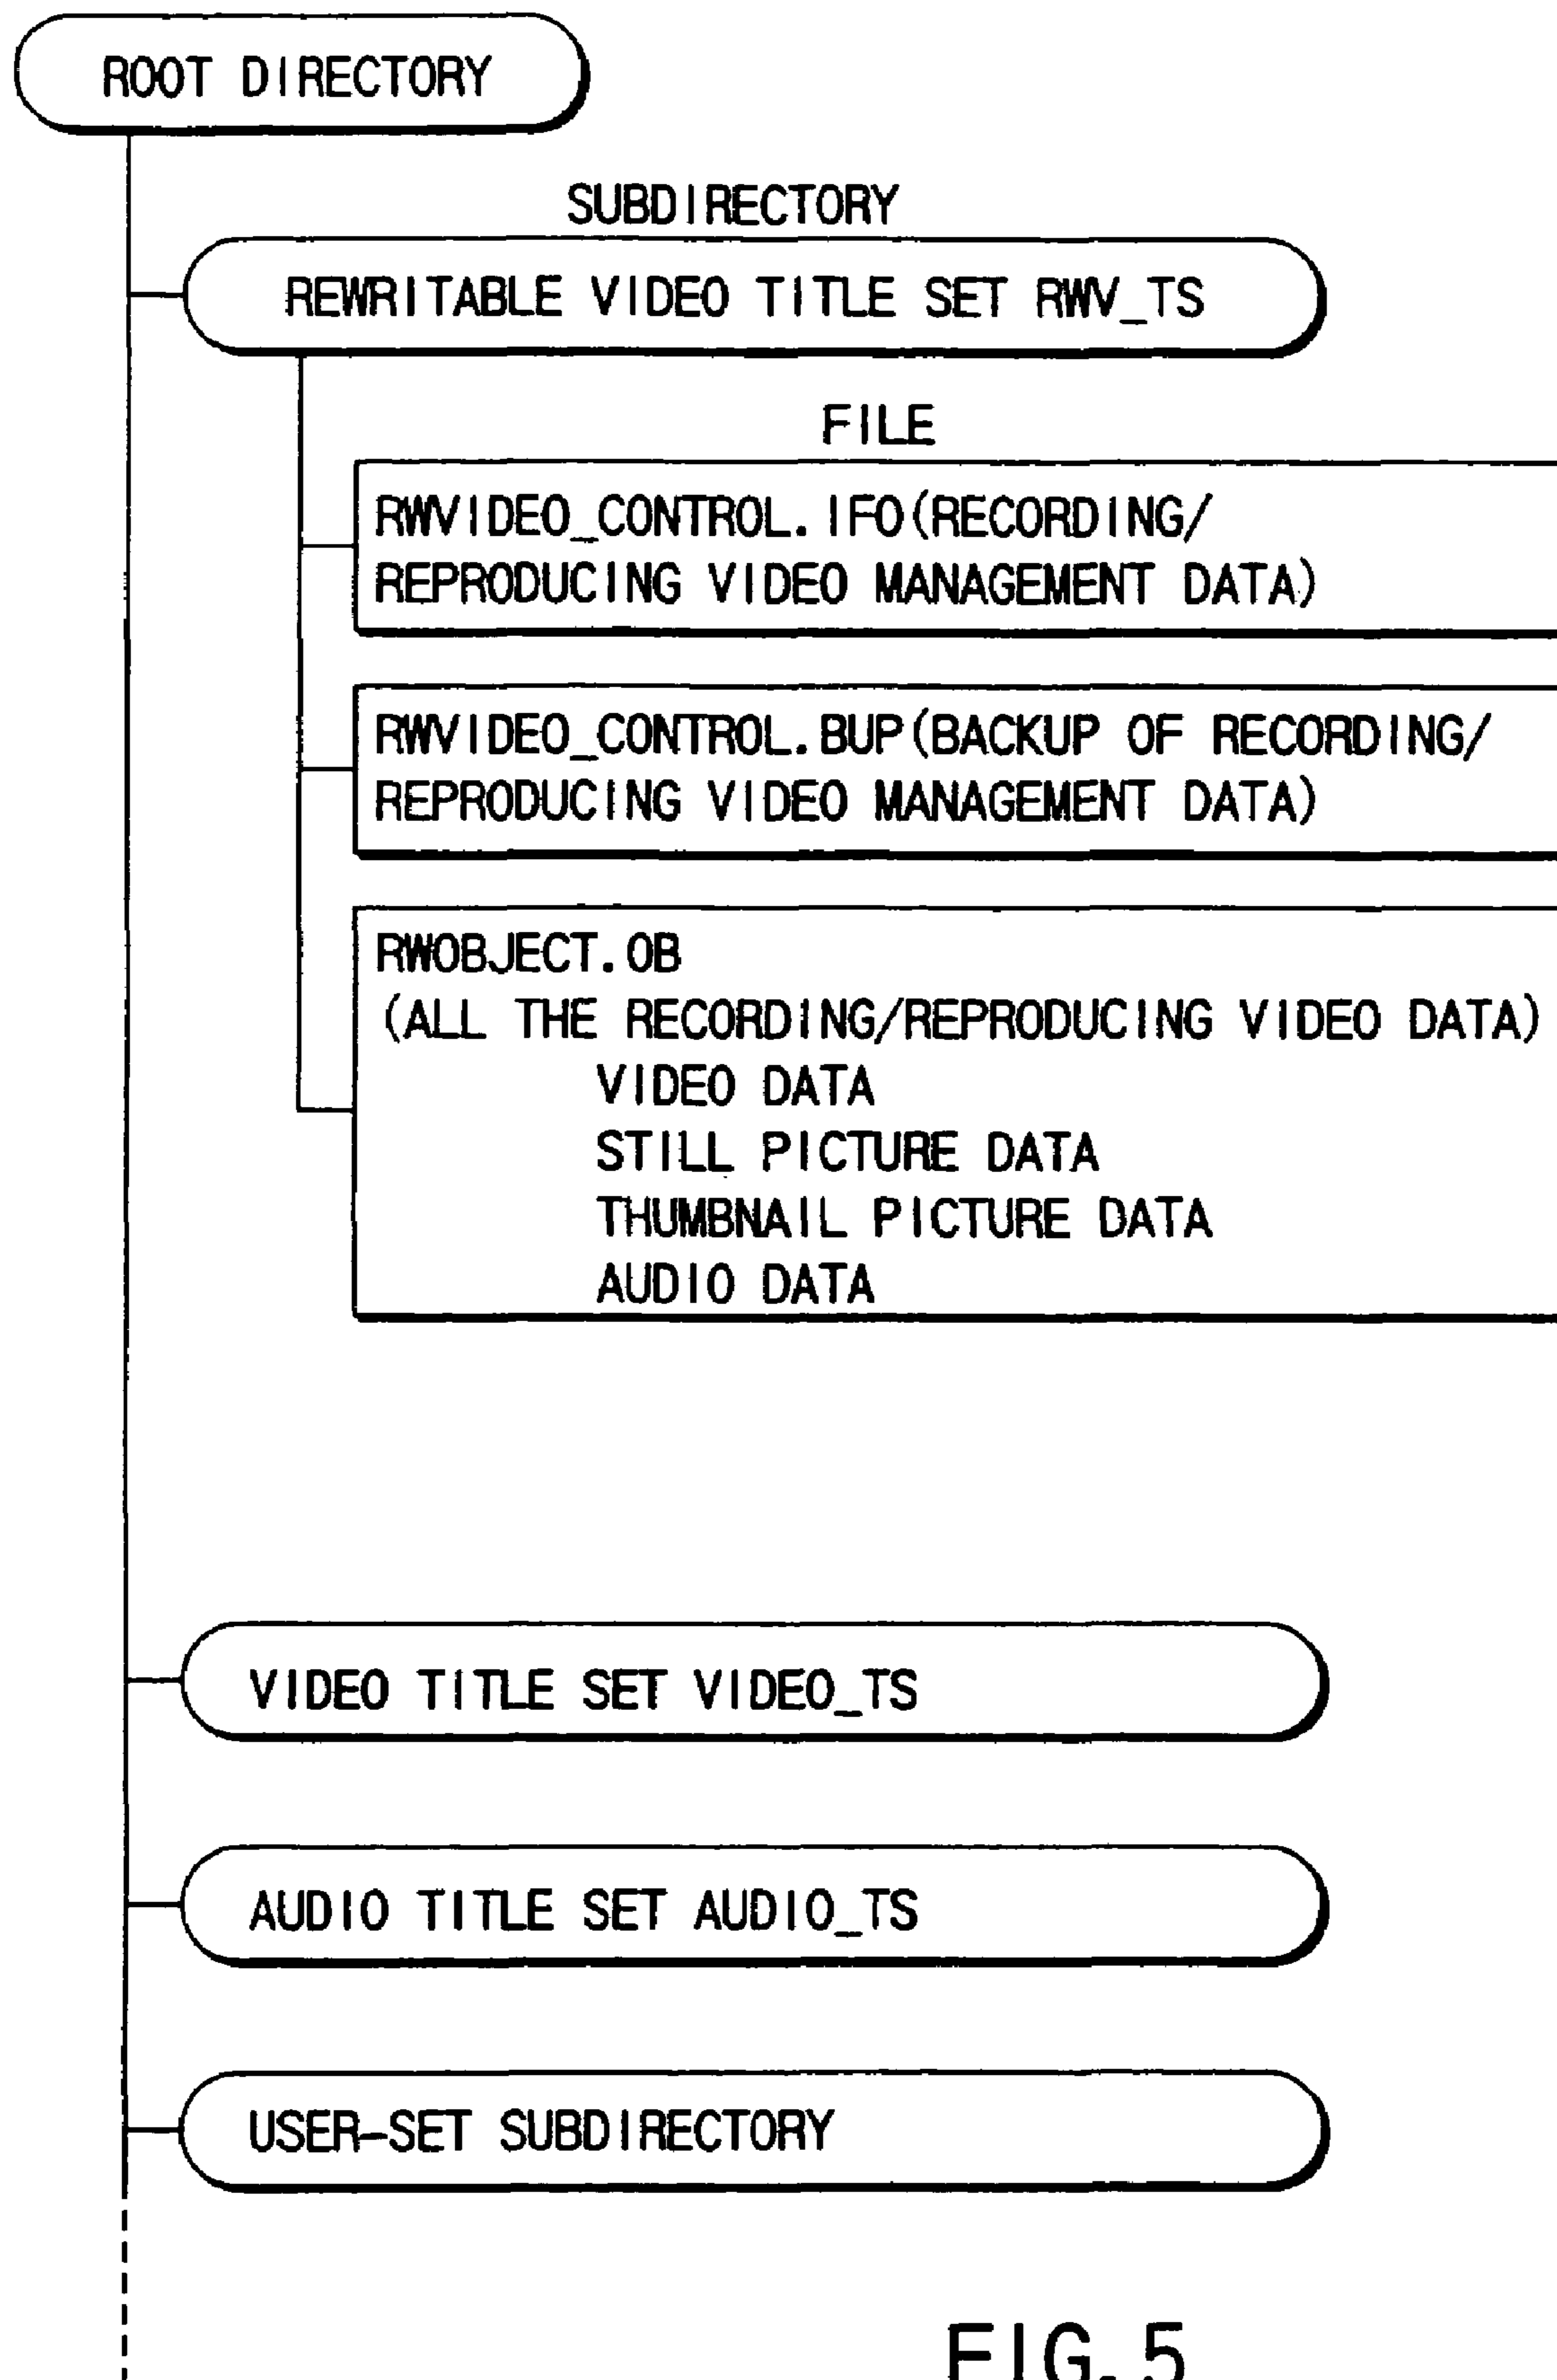 ROOT DIRECTORY
SUBDIRECTORY
REWRITABLE VIDEO TITLE SET RWV_TS
FILE
RWVIDEO_CONTROL.IFO(RECORDING/
REPRODUCING VIDEO MANAGEMENT DATA)
RWVIDEO_CONTROL.BUP(BACKUP OF RECORDING/
REPRODUCING VIDEO MANAGEMENT DATA)
RWOBJECT.OB
(ALL THE RECORDING/REPRODUCING VIDEO DATA)
VIDEO DATA
STILL PICTURE DATA
THUMBNAIL PICTURE DATA
AUDIO DATA
VIDEO TITLE SET VIDEO_TS
AUDIO TITLE SET AUDIO_TS
USER-SET SUBDIRECTORY
FIG.5